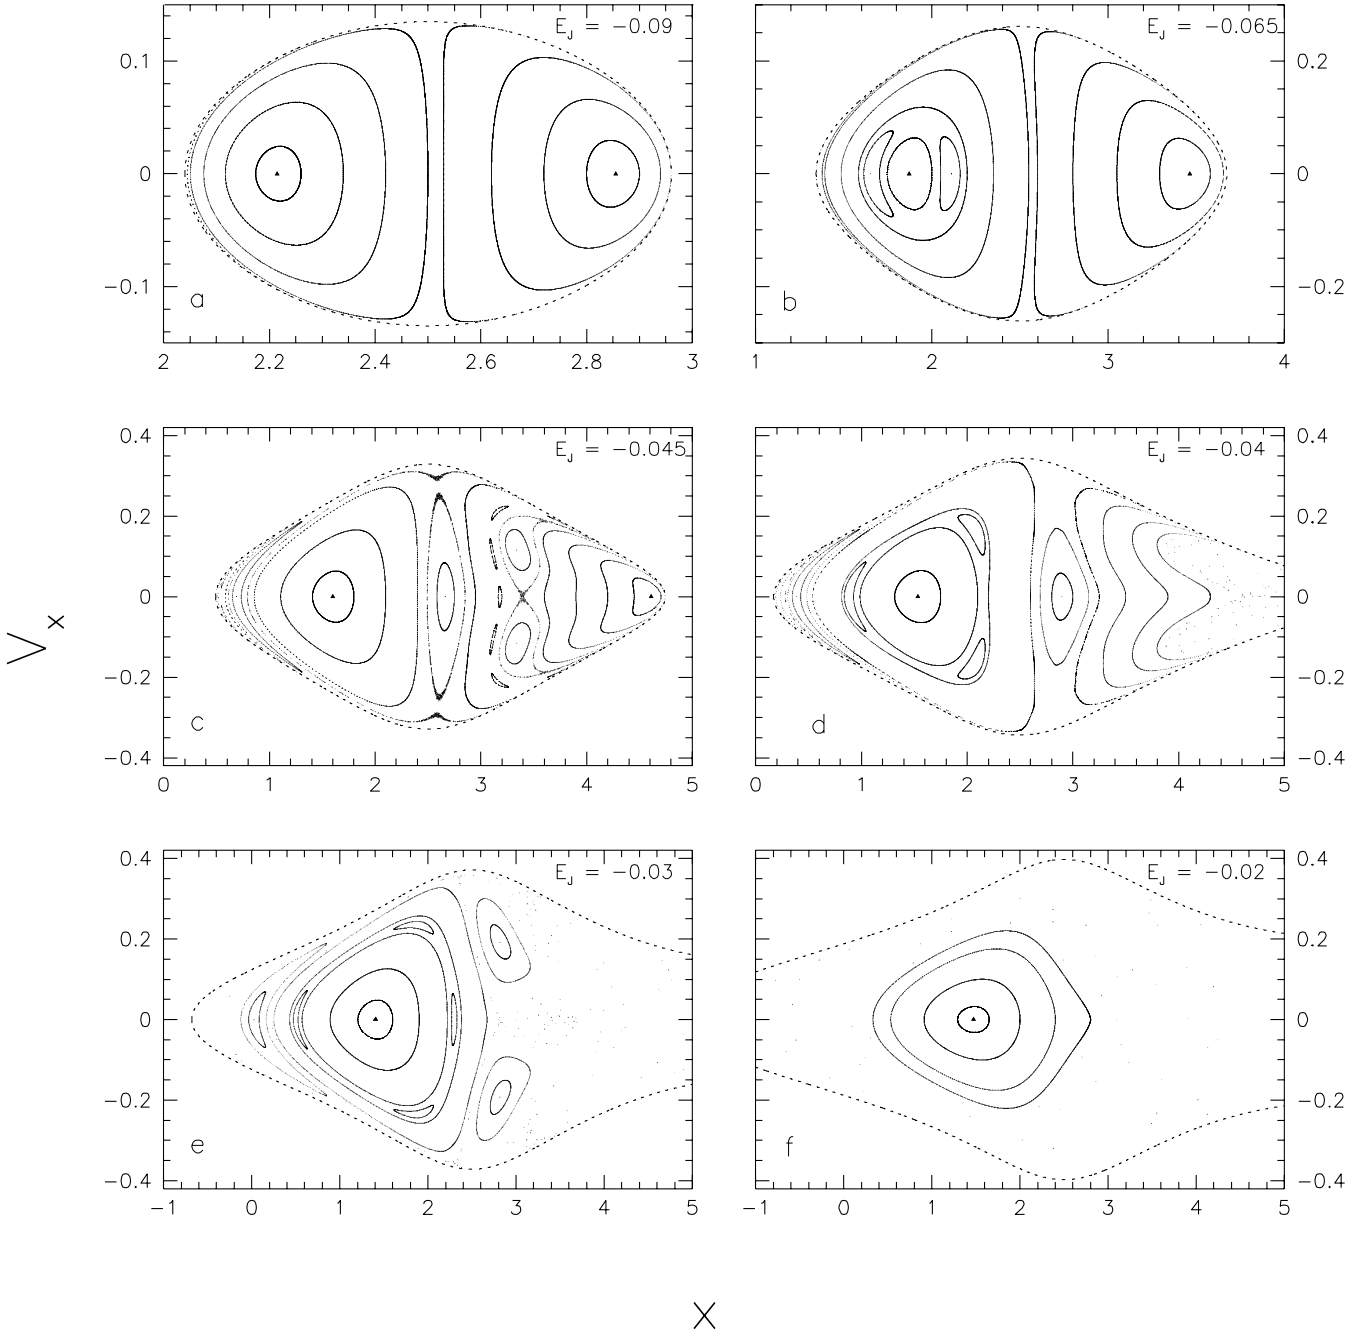 E_J = −0.09
E_J = −0.065
0.1
0
−0.1
0.2
0
−0.2
a
b
2 2.2 2.4 2.6 2.8 3
1 2 3 4
E_J = −0.045
E_J = −0.04
0.4
0.2
0
−0.2
−0.4
0.4
0.2
0
−0.2
−0.4
c
d
0 1 2 3 4 5
0 1 2 3 4 5
V_x
E_J = −0.03
E_J = −0.02
0.4
0.2
0
−0.2
−0.4
0.4
0.2
0
−0.2
−0.4
e
f
−1 0 1 2 3 4 5
−1 0 1 2 3 4 5
X